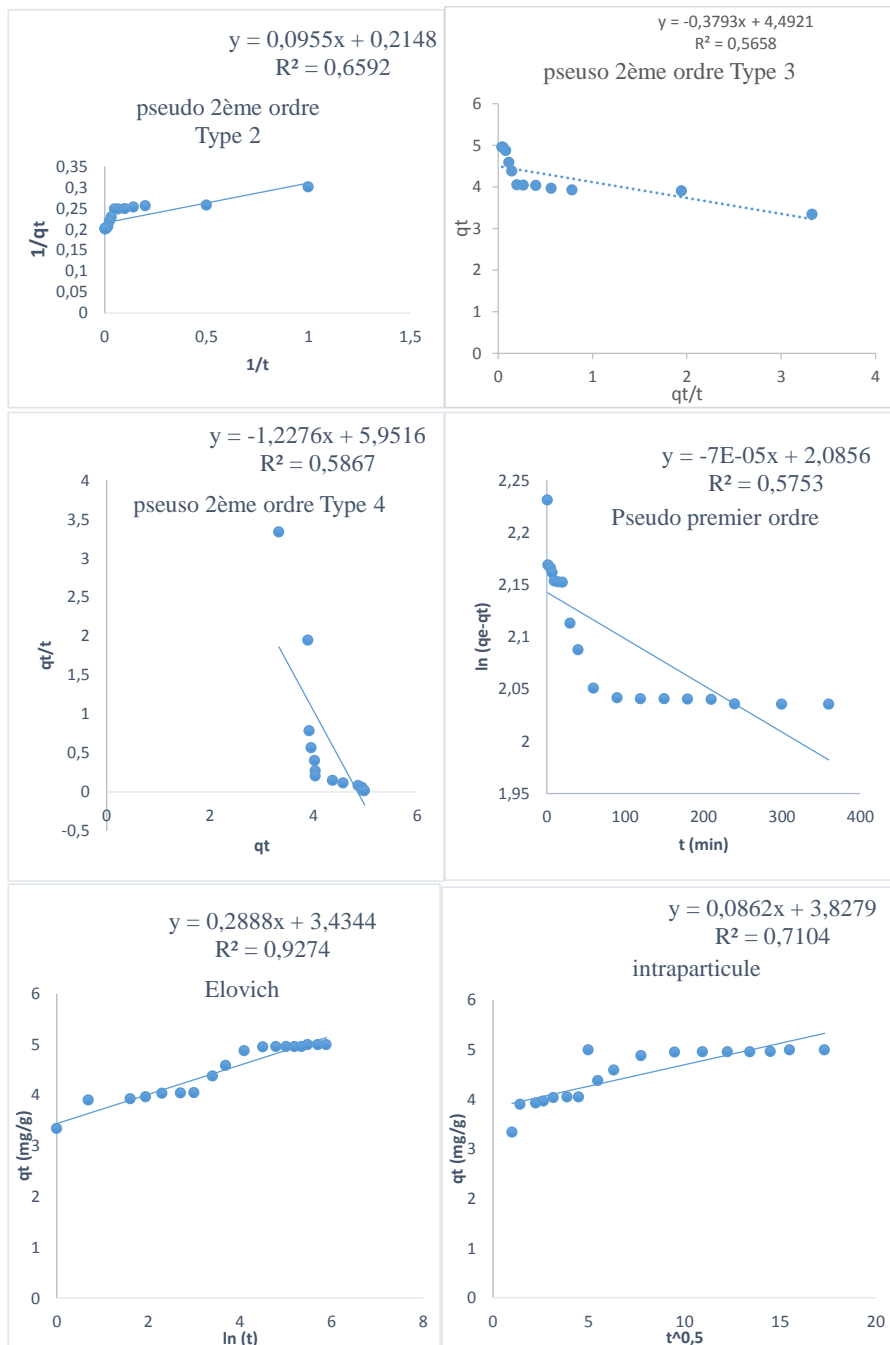 y = 0,0955x + 0,2148
R² = 0,6592
pseudo 2ème ordre
Type 2
0,35
0,3
0,25
0,2
0,15
0,1
0,05
0
0
0,5
1
1,5
1/qt
1/t
y = -0,3793x + 4,4921
R² = 0,5658
pseuso 2ème ordre Type 3
6
5
4
3
2
1
0
0
1
2
3
4
qt
qt/t
y = -1,2276x + 5,9516
R² = 0,5867
pseuso 2ème ordre Type 4
4
3,5
3
2,5
2
1,5
1
0,5
0
-0,5
0
2
4
6
qt/t
qt
y = -7E-05x + 2,0856
R² = 0,5753
Pseudo premier ordre
2,25
2,2
2,15
2,1
2,05
2
1,95
0
100
200
300
400
ln (qe-qt)
t (min)
y = 0,2888x + 3,4344
R² = 0,9274
Elovich
6
5
4
3
2
1
0
0
2
4
6
8
qt (mg/g)
ln (t)
y = 0,0862x + 3,8279
R² = 0,7104
intraparticule
6
5
4
3
2
1
0
0
5
10
15
20
qt (mg/g)
t^0,5